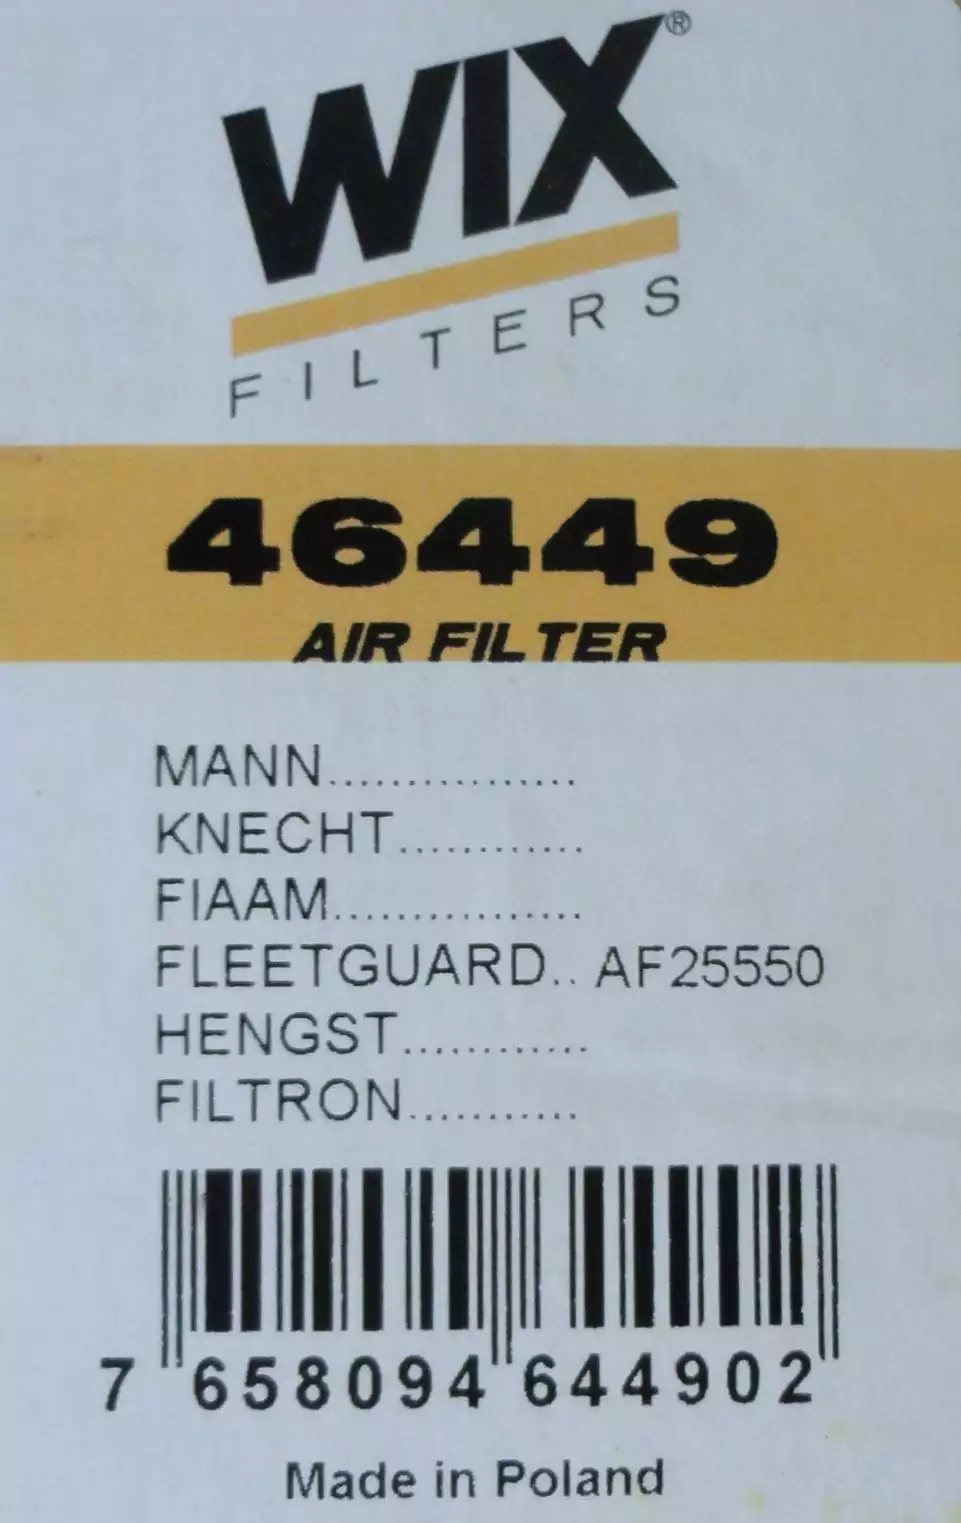 WIX®
FILTERS
46449
AIR FILTER
MANN................
KNECHT............
FIAAM................
FLEETGUARD.. AF25550
HENGST............
FILTRON...........
7 658094 644902
Made in Poland